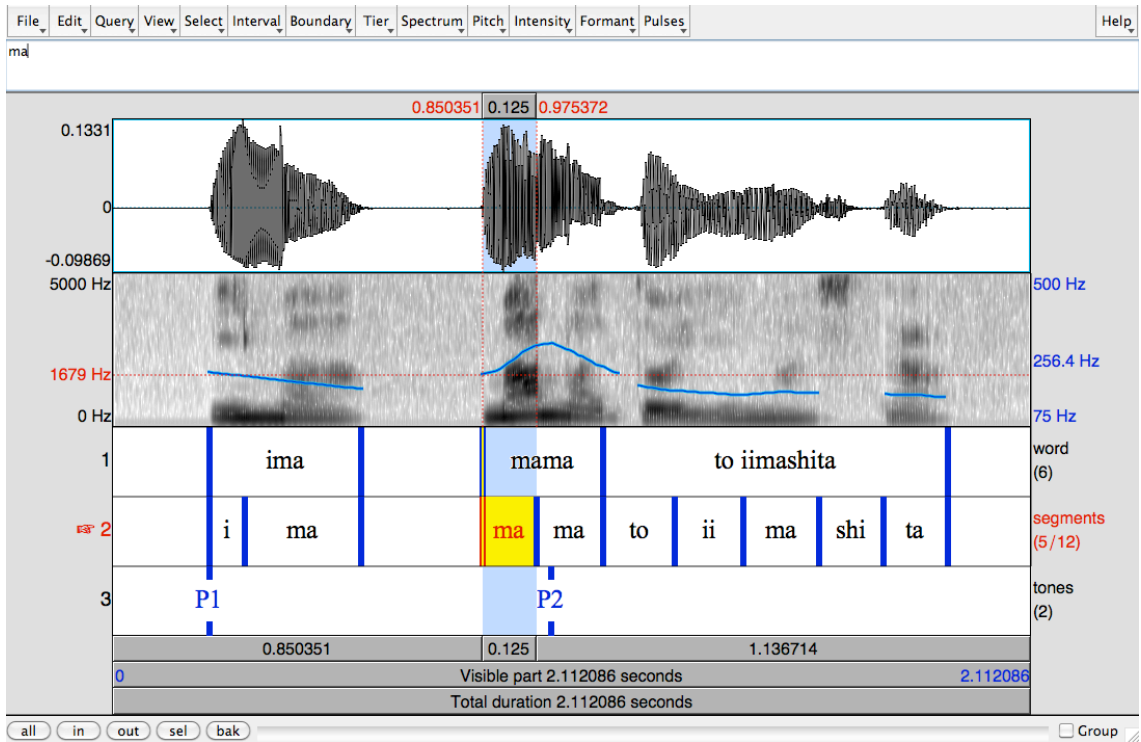 File Edit Query View Select Interval Boundary Tier Spectrum Pitch Intensity Formant Pulses Help
ma
0.850351 0.125 0.975372
0.1331
0
-0.09869
5000 Hz 500 Hz
1679 Hz 256.4 Hz
0 Hz 75 Hz
1 ima mama to iimashita word (6)
2 i ma ma ma to ii ma shi ta segments (5/12)
3 P1 P2 tones (2)
0.850351 0.125 1.136714
0 Visible part 2.112086 seconds 2.112086
Total duration 2.112086 seconds
all in out sel bak Group